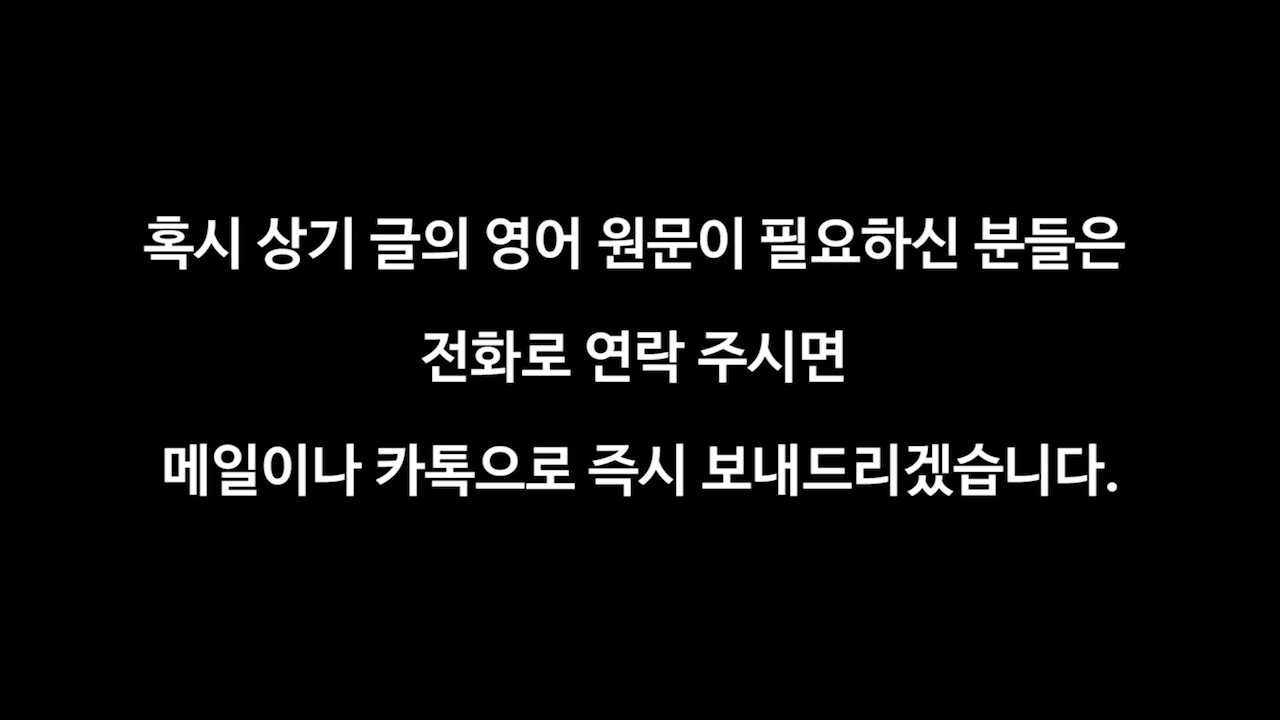 혹시 상기 글의 영어 원문이 필요하신 분들은
전화로 연락 주시면
메일이나 카톡으로 즉시 보내드리겠습니다.